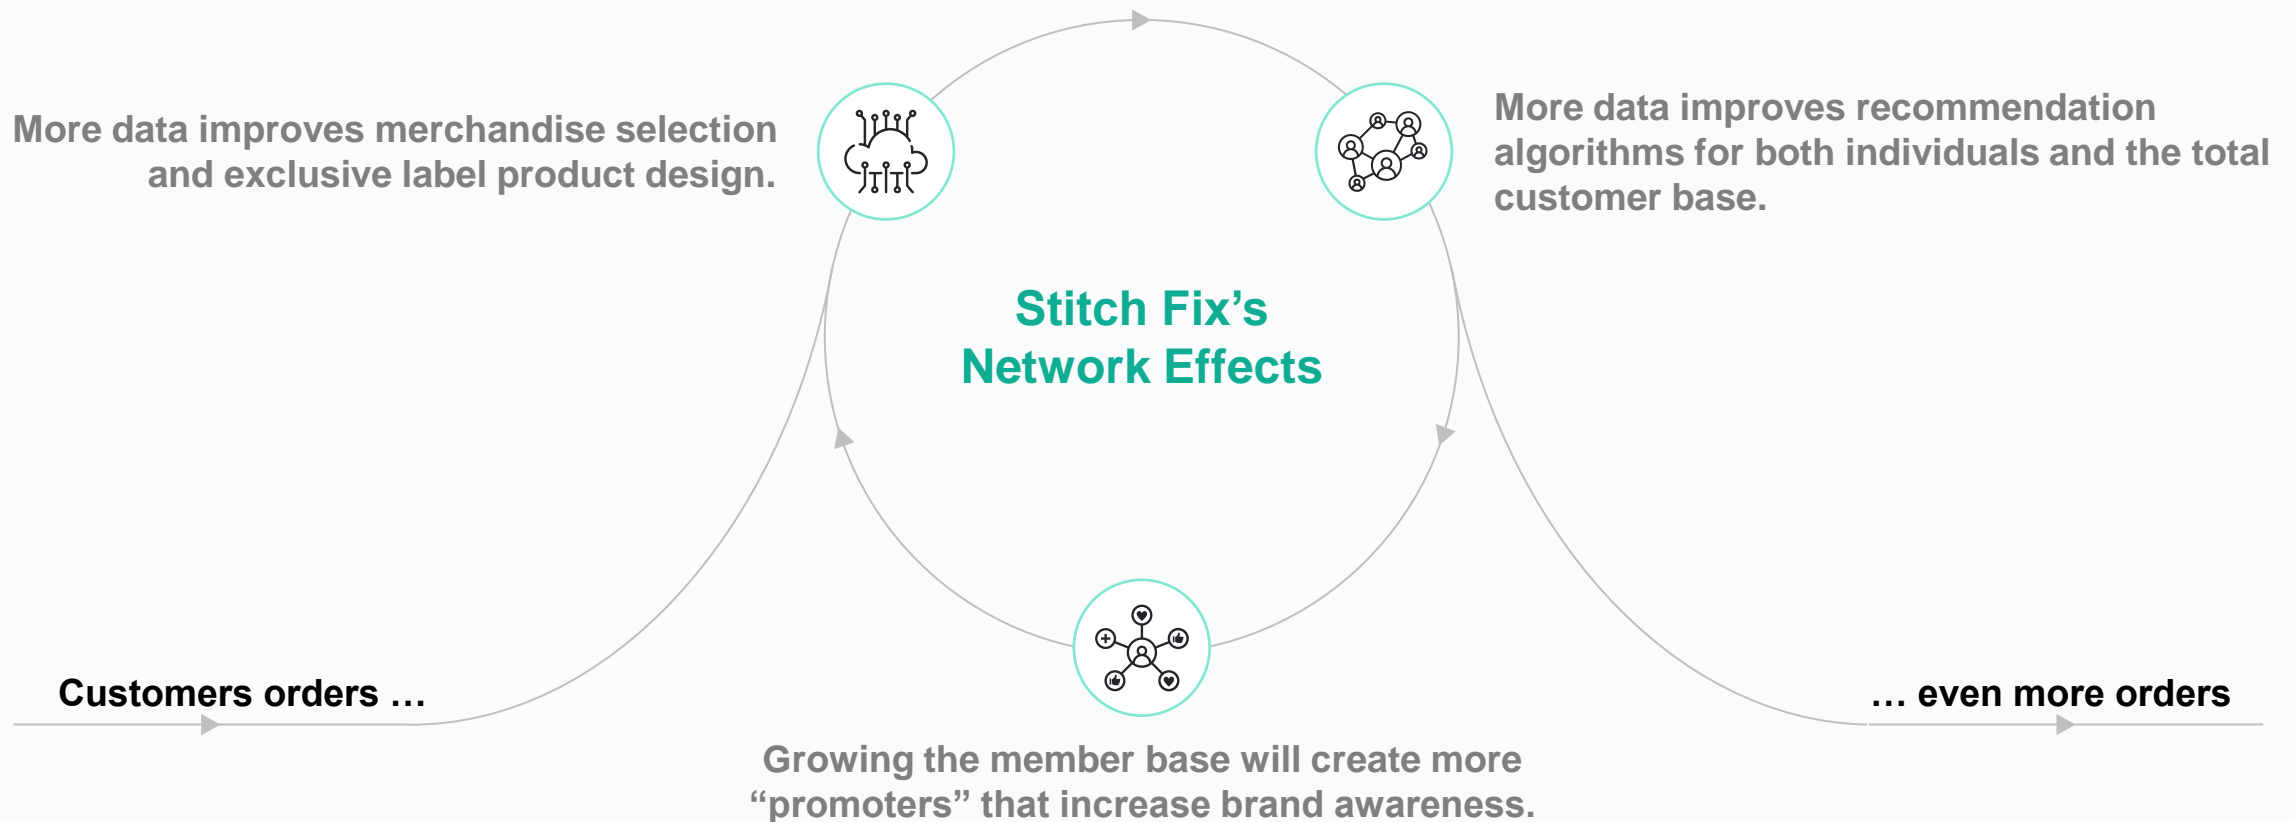 More data improves merchandise selection
and exclusive label product design.
More data improves recommendation
algorithms for both individuals and the total
customer base.
Stitch Fix’s
Network Effects
Customers orders …
… even more orders
Growing the member base will create more
“promoters” that increase brand awareness.